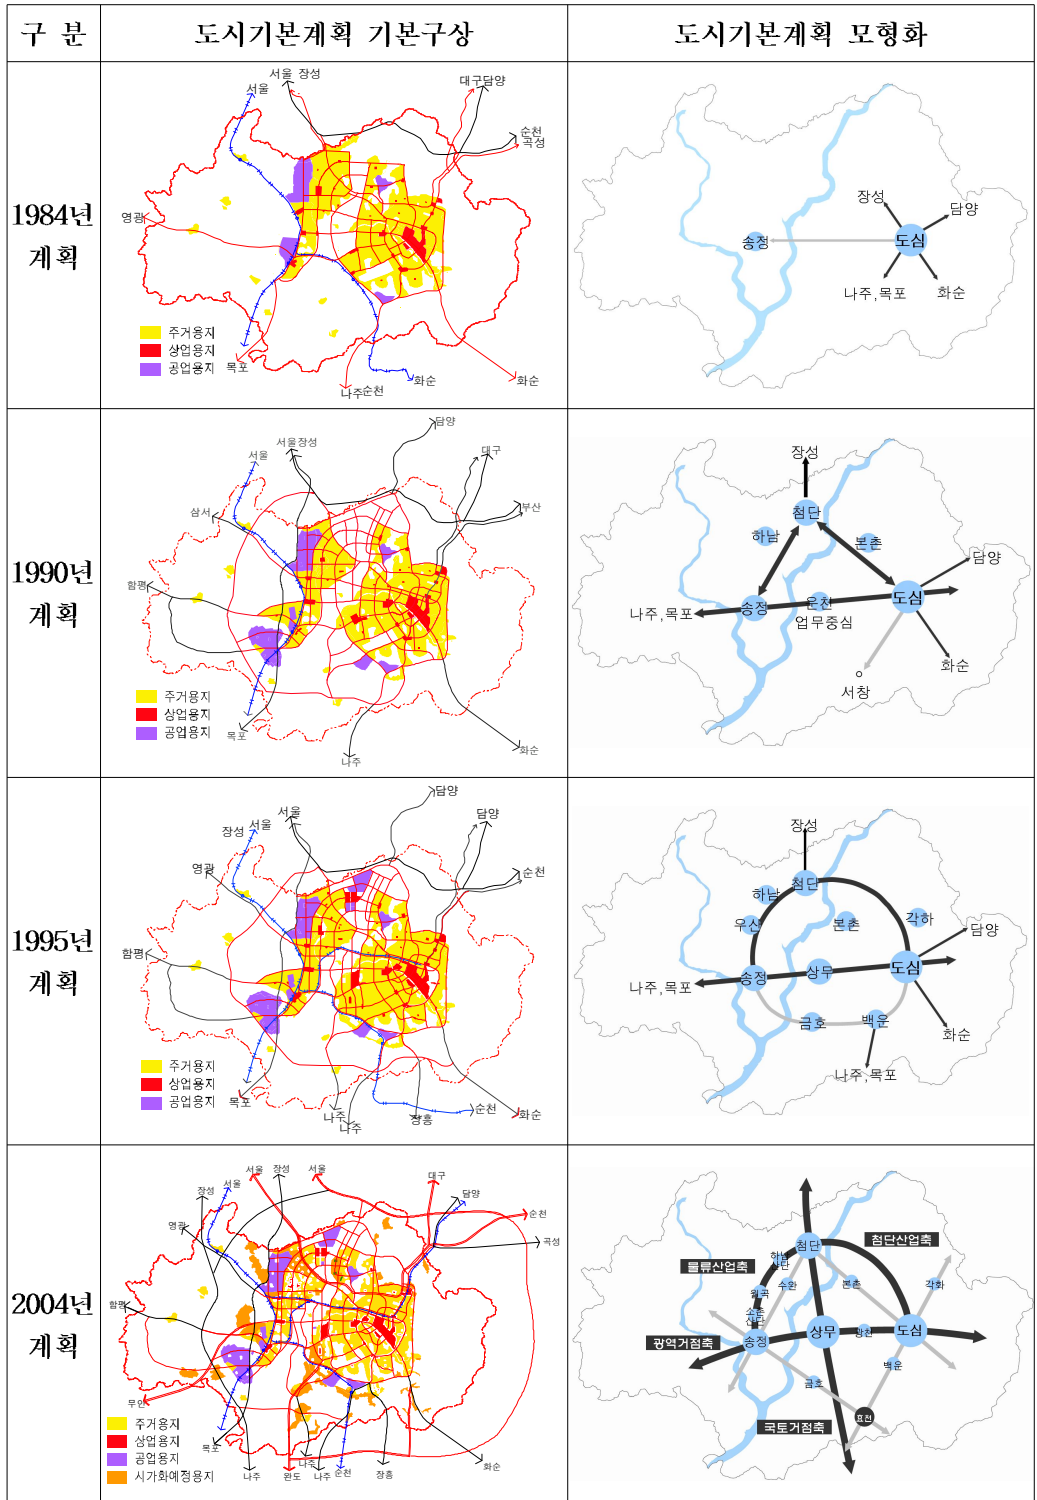 구 분
도시기본계획 기본구상
도시기본계획 모형화
1984년
계획
서울
서울 장성
대구담양
순천
곡성
영광
목포
나주순천
화순
화순
주거용지
상업용지
공업용지
장성
담양
송정
도심
나주,목포
화순
1990년
계획
담양
서울장성
대구
서울
삼서
부산
함평
목포
나주
화순
주거용지
상업용지
공업용지
장성
첨단
하남
본촌
담양
나주,목포
송정
운천
업무중심
도심
화순
서창
1995년
계획
담양
서울
담양
장성 서울
영광
순천
함평
목포
나주
나주
장흥
순천
화순
주거용지
상업용지
공업용지
장성
첨단
하남
우산
본촌
각하
담양
나주,목포
송정
상무
도심
금호
백운
화순
나주,목포
2004년
계획
서울
장성
서울
대구
장성
서울
담양
영광
순천
곡성
함평
무안
목포
나주
완도
나주
나주
순천
장흥
화순
주거용지
상업용지
공업용지
시가화예정용지
첨단
첨단산업축
하남
산단
물류산업축
수완
본촌
각화
월곡
소촌
산단
송정
상무
광천
도심
광역거점축
백운
금호
국토거점축
효천